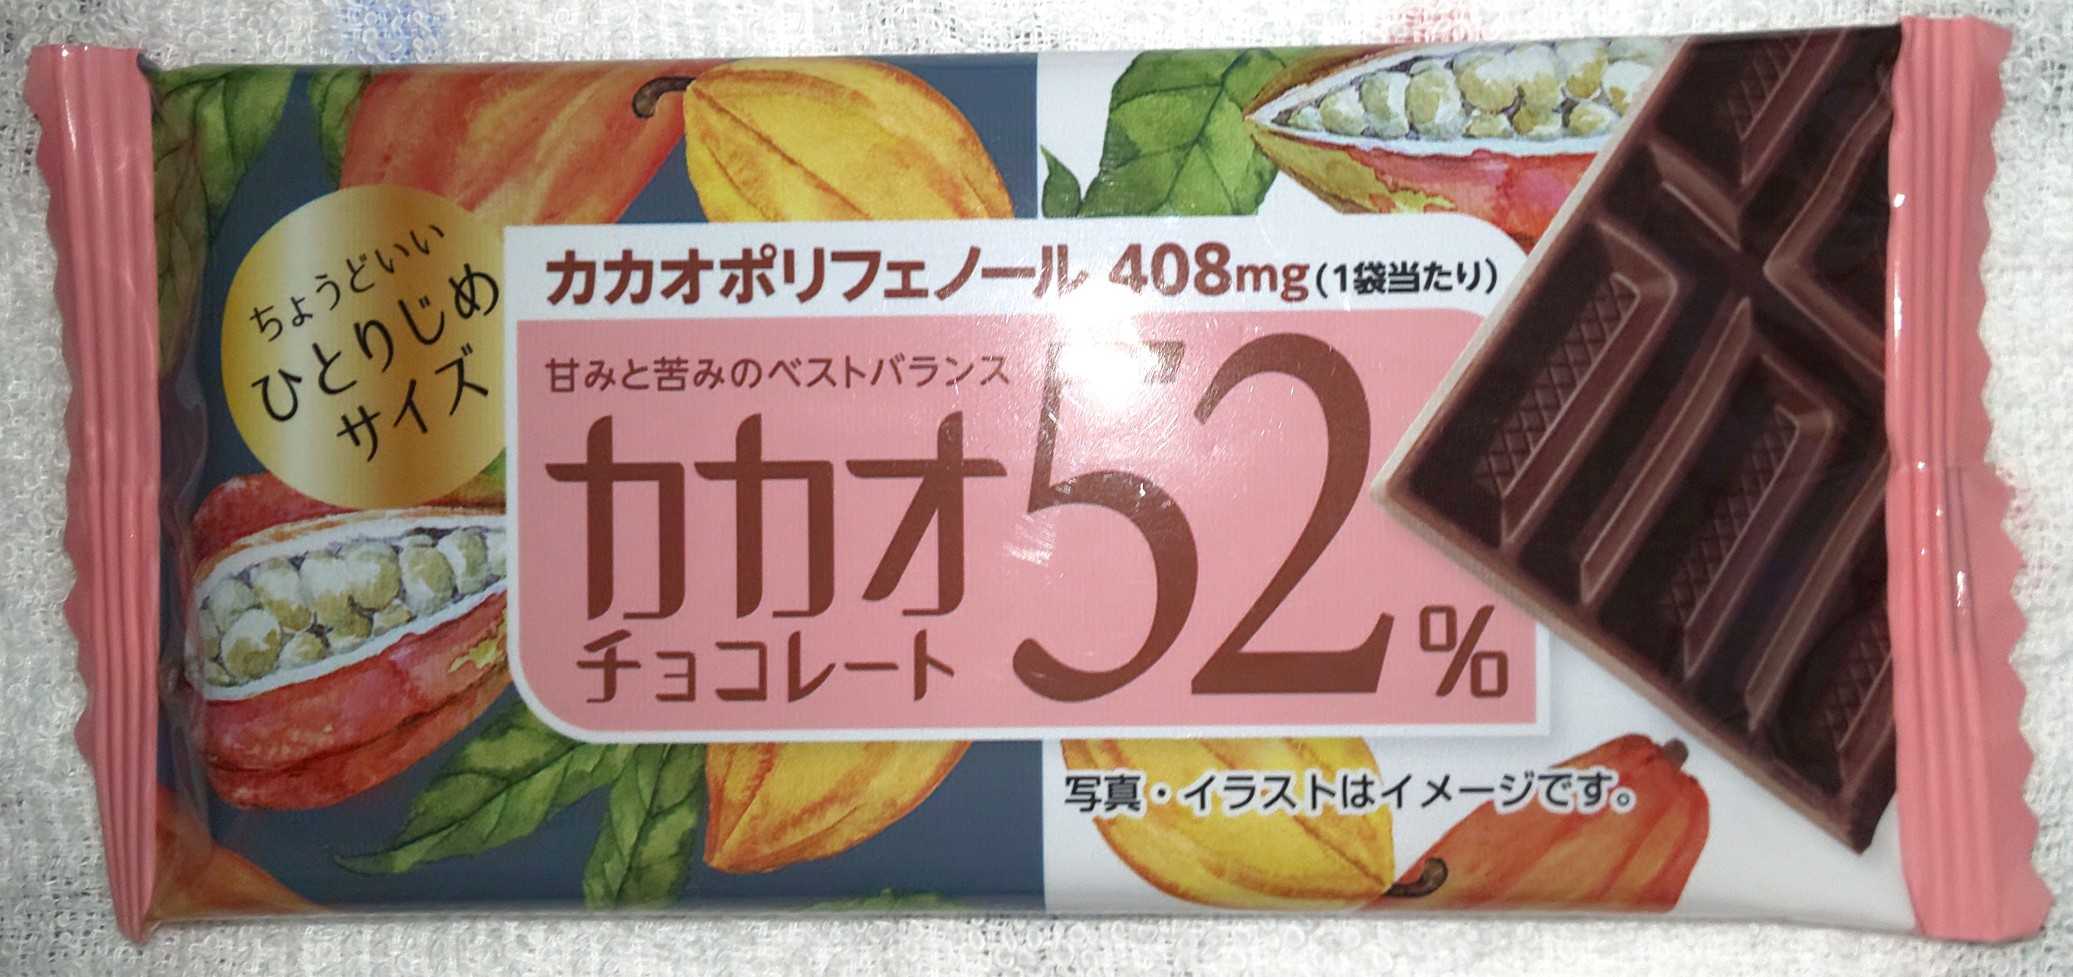 ちょうどいい
ひとりじめ
サイズ
カカオポリフェノール 408mg(1袋当たり)
甘みと苦みのベストバランス
カカオ52%
チョコレート
写真・イラストはイメージです。